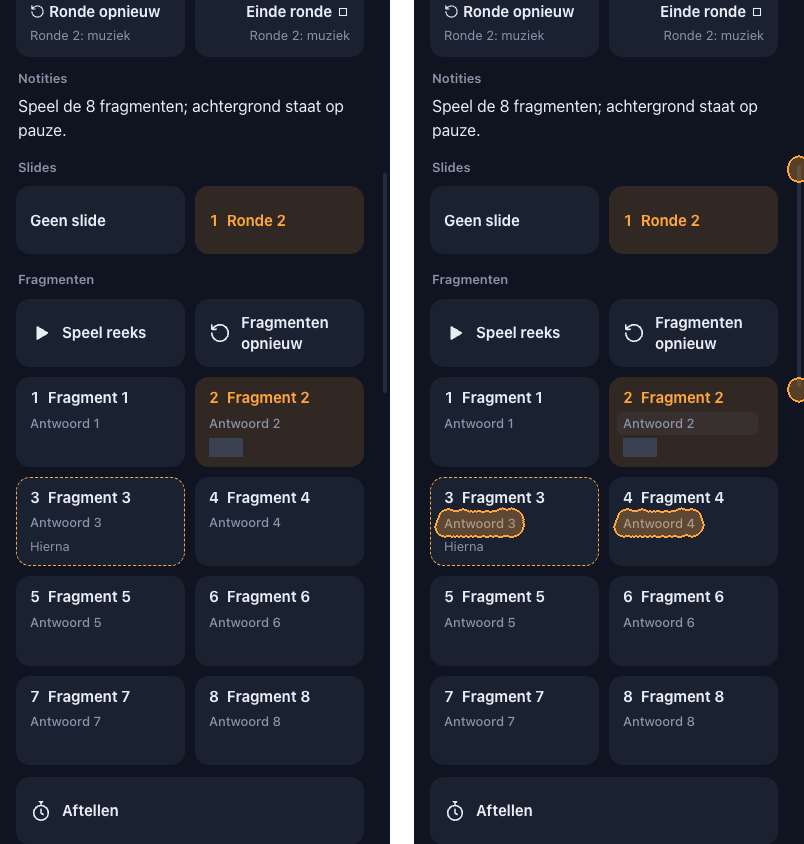 Ronde opnieuw
Ronde 2: muziek
Einde ronde
Ronde 2: muziek
Notities
Speel de 8 fragmenten; achtergrond staat op
pauze.
Slides
Geen slide
1 Ronde 2
Fragmenten
Speel reeks
Fragmenten
opnieuw
1 Fragment 1
Antwoord 1
2 Fragment 2
Antwoord 2
3 Fragment 3
Antwoord 3
Hierna
4 Fragment 4
Antwoord 4
5 Fragment 5
Antwoord 5
6 Fragment 6
Antwoord 6
7 Fragment 7
Antwoord 7
8 Fragment 8
Antwoord 8
Aftellen
Ronde opnieuw
Ronde 2: muziek
Einde ronde
Ronde 2: muziek
Notities
Speel de 8 fragmenten; achtergrond staat op
pauze.
Slides
Geen slide
1 Ronde 2
Fragmenten
Speel reeks
Fragmenten
opnieuw
1 Fragment 1
Antwoord 1
2 Fragment 2
Antwoord 2
3 Fragment 3
Antwoord 3
Hierna
4 Fragment 4
Antwoord 4
5 Fragment 5
Antwoord 5
6 Fragment 6
Antwoord 6
7 Fragment 7
Antwoord 7
8 Fragment 8
Antwoord 8
Aftellen